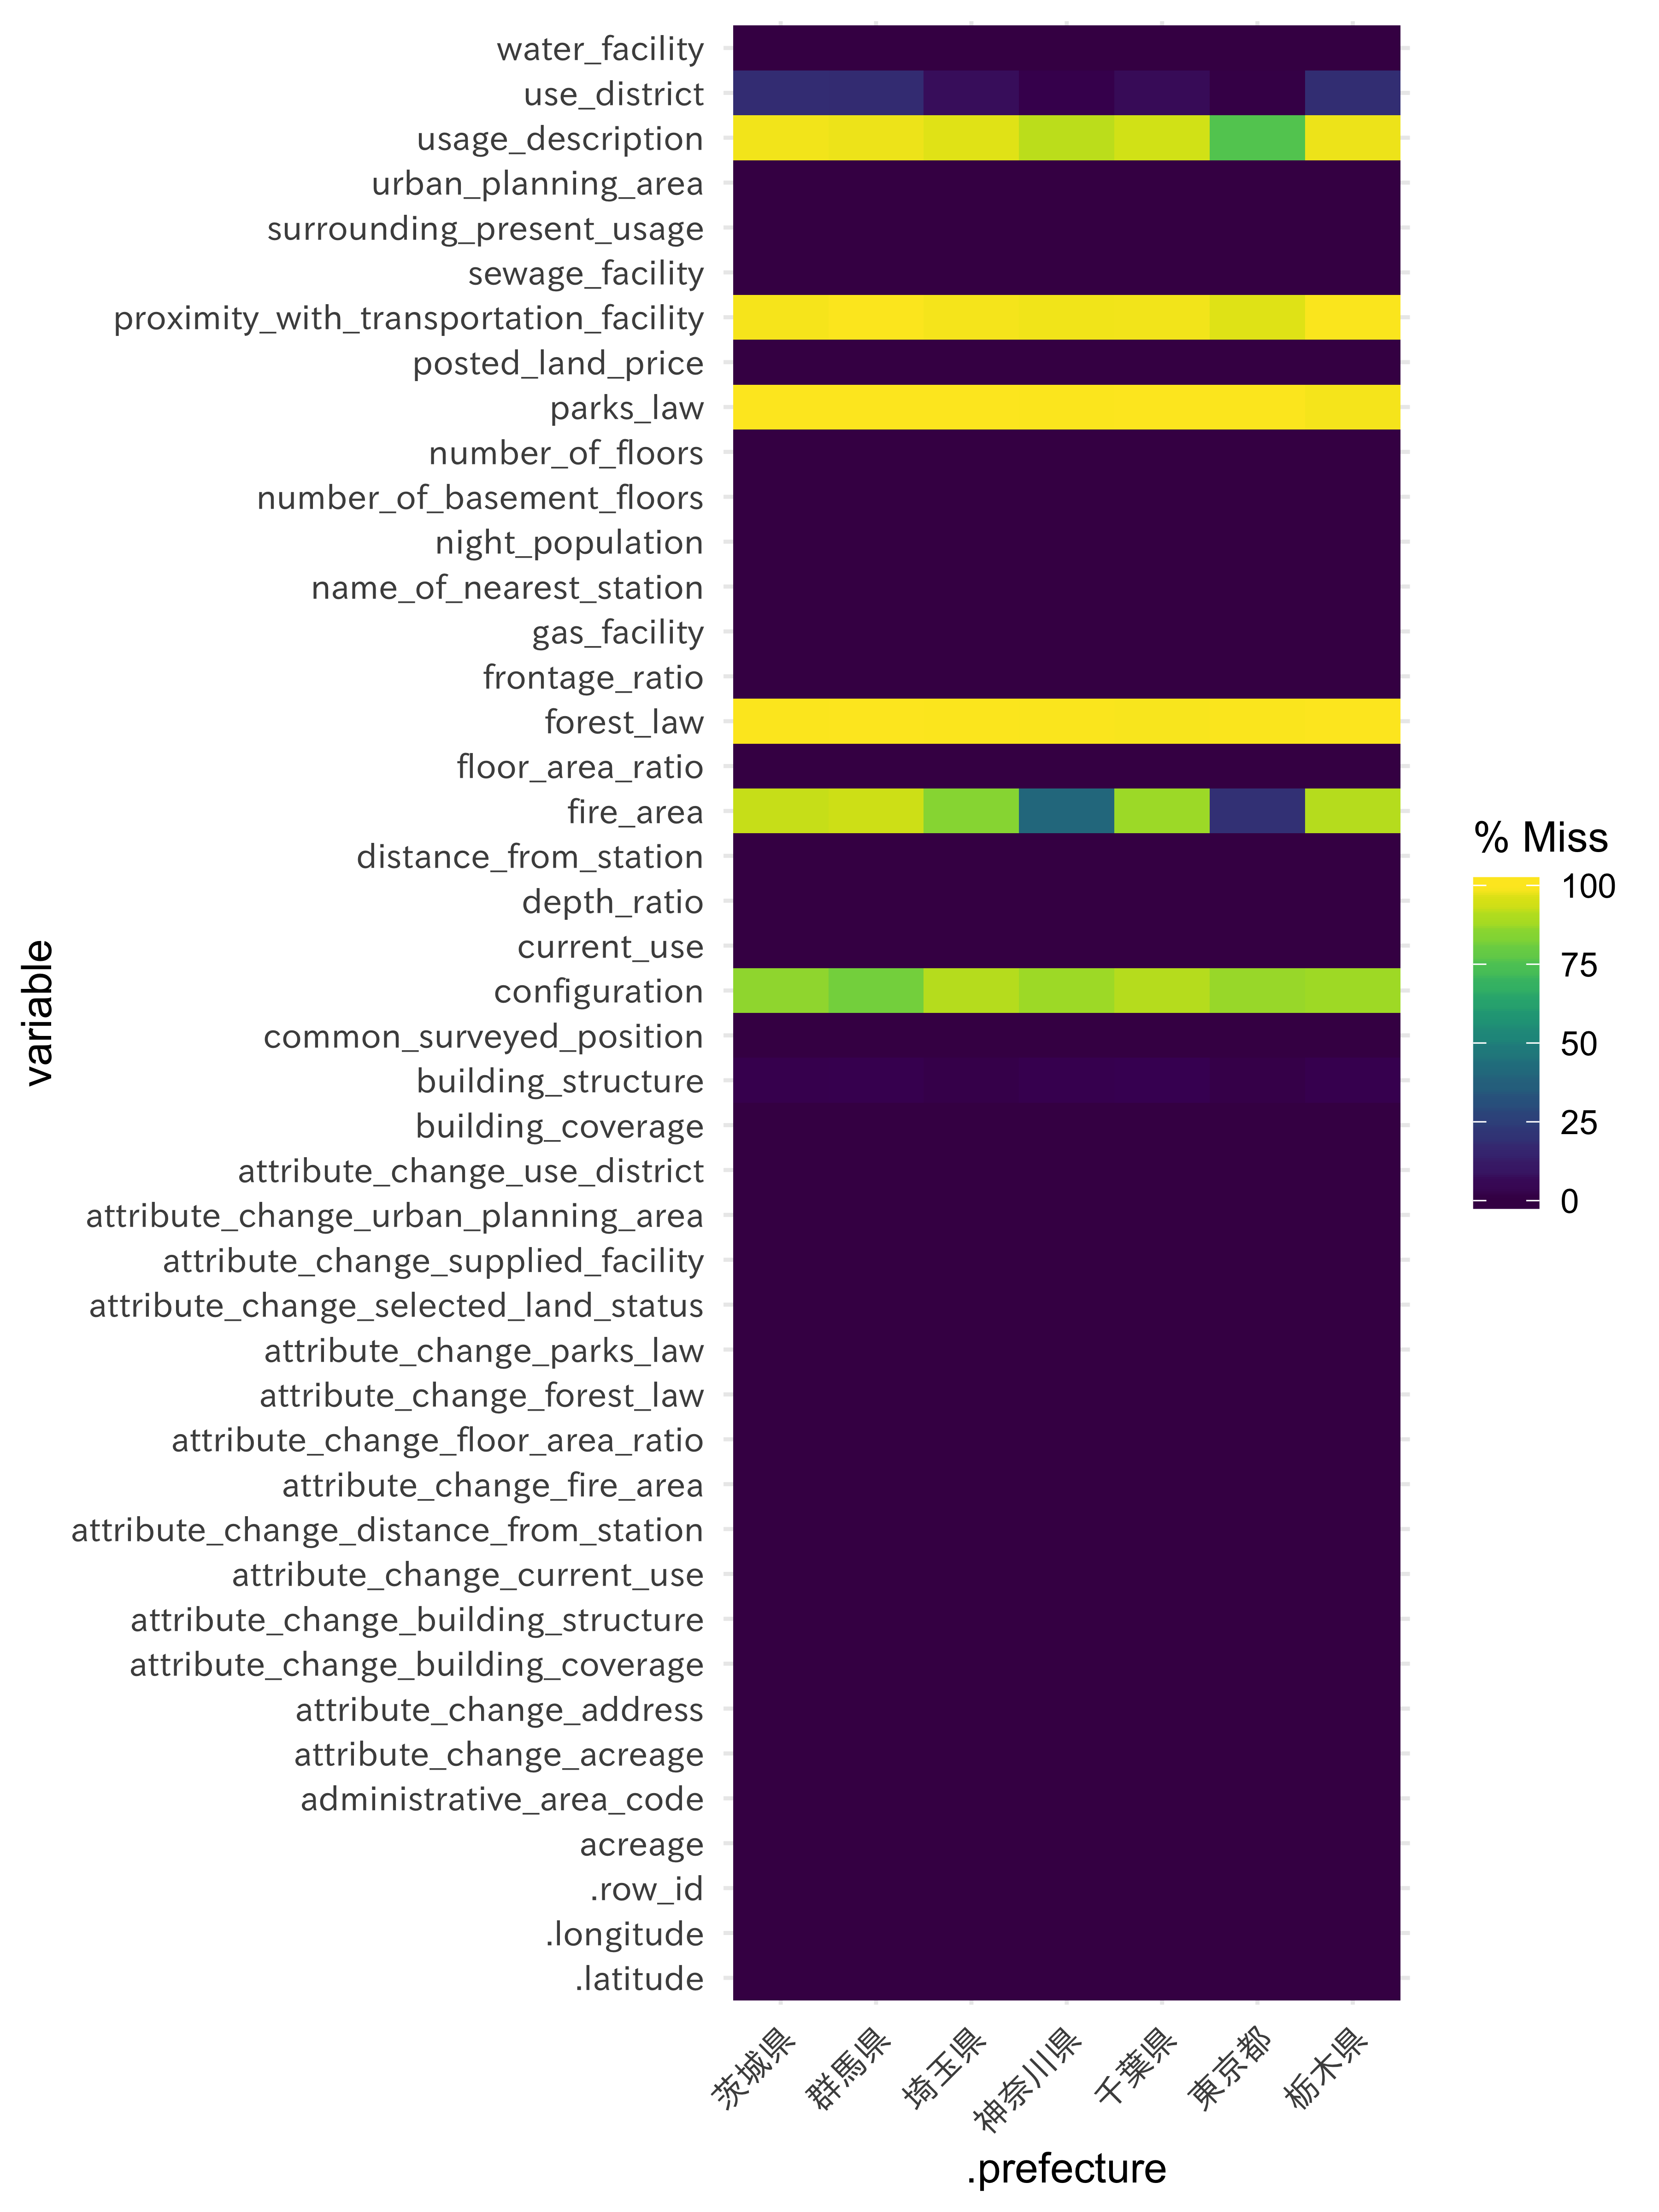 water_facility
use_district
usage_description
urban_planning_area
surrounding_present_usage
sewage_facility
proximity_with_transportation_facility
posted_land_price
parks_law
number_of_floors
number_of_basement_floors
night_population
name_of_nearest_station
gas_facility
frontage_ratio
forest_law
floor_area_ratio
fire_area
distance_from_station
depth_ratio
current_use
configuration
common_surveyed_position
building_structure
building_coverage
attribute_change_use_district
attribute_change_urban_planning_area
attribute_change_supplied_facility
attribute_change_selected_land_status
attribute_change_parks_law
attribute_change_forest_law
attribute_change_floor_area_ratio
attribute_change_fire_area
attribute_change_distance_from_station
attribute_change_current_use
attribute_change_building_structure
attribute_change_building_coverage
attribute_change_address
attribute_change_acreage
administrative_area_code
acreage
.row_id
.longitude
.latitude
variable
茨城県
群馬県
埼玉県
神奈川県
千葉県
東京都
栃木県
.prefecture
% Miss
100
75
50
25
0